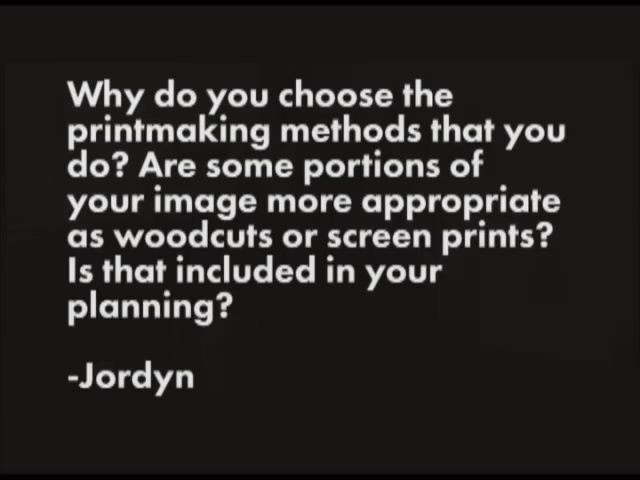 Why do you choose the
printmaking methods that you
do? Are some portions of
your image more appropriate
as woodcuts or screen prints?
Is that included in your
planning?
-Jordyn